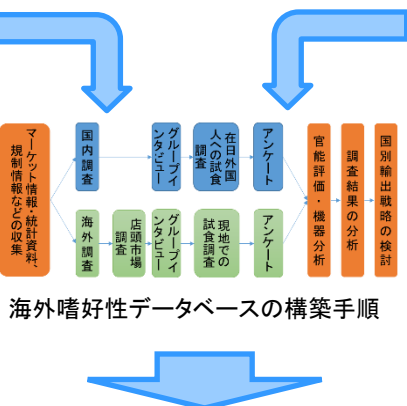 マーケット情報・統計資料、
規制情報などの収集
国内調査
グループイ
ンタビュー
在日外国
人への試食
調査
アンケート
海外調査
店頭市場
調査
グループイ
ンタビュー
現地での
試食調査
アンケート
官能評価・機器分析
調査結果の分析
国別輸出戦略の検討
海外嗜好性データベースの構築手順